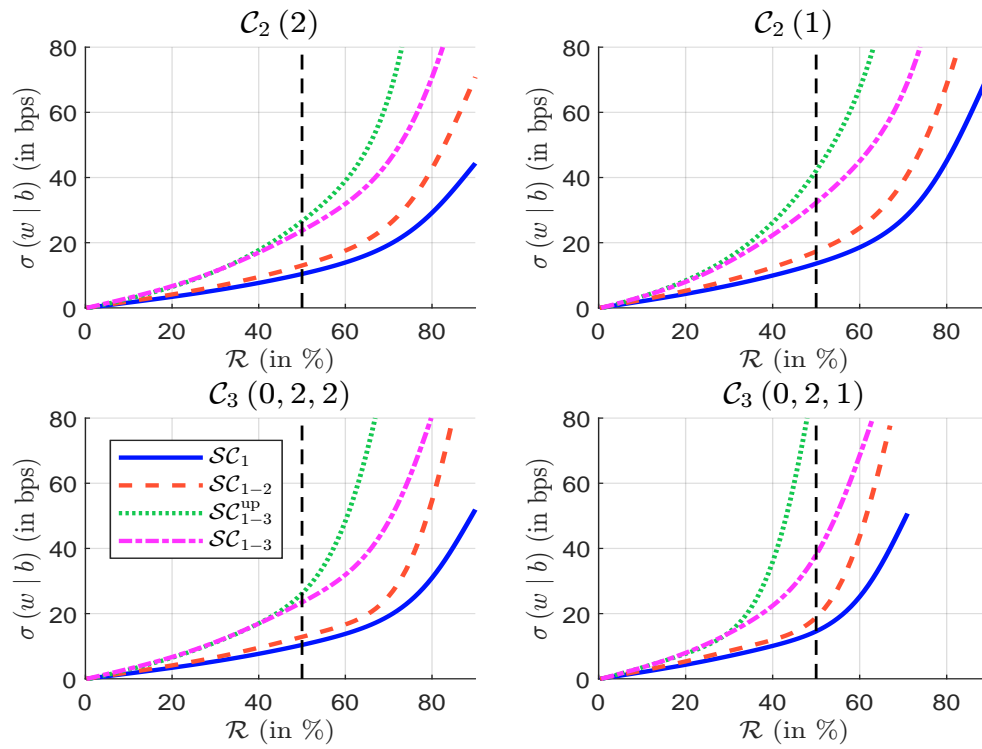 𝒞₂ (2)
80
60
40
20
0
σ (w | b) (in bps)
0 20 40 60 80
ℛ (in %)
𝒞₂ (1)
80
60
40
20
0
σ (w | b) (in bps)
0 20 40 60 80
ℛ (in %)
𝒞₃ (0, 2, 2)
80
60
40
20
0
σ (w | b) (in bps)
𝒮𝒞₁
𝒮𝒞₁₋₂
𝒮𝒞₁₋₃ᵘᵖ
𝒮𝒞₁₋₃
0 20 40 60 80
ℛ (in %)
𝒞₃ (0, 2, 1)
80
60
40
20
0
σ (w | b) (in bps)
0 20 40 60 80
ℛ (in %)